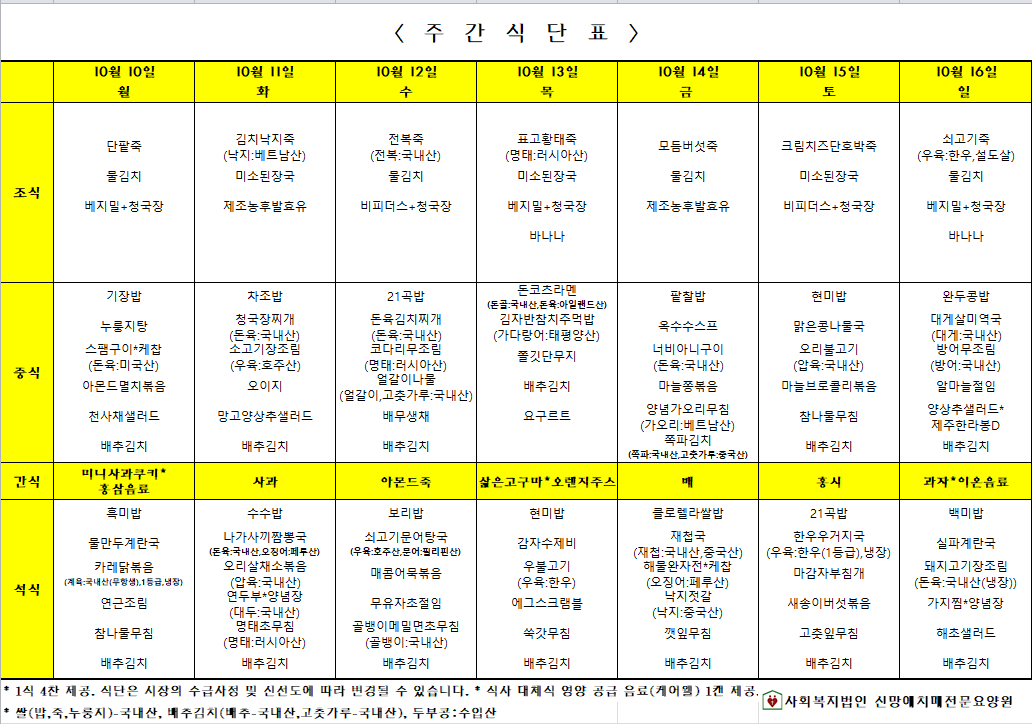 〈 주 간 식 단 표 〉
10월 10일 10월 11일 10월 12일 10월 13일 10월 14일 10월 15일 10월 16일
월 화 수 목 금 토 일
조식
단팥죽
물김치
베지밀+청국장
김치낙지죽
(낙지:베트남산)
미소된장국
제조농후발효유
전복죽
(전복:국내산)
물김치
비피더스+청국장
표고황태죽
(명태:러시아산)
미소된장국
베지밀+청국장
바나나
모듬버섯죽
물김치
제조농후발효유
크림치즈단호박죽
미소된장국
비피더스+청국장
쇠고기죽
(우육:한우,설도살)
물김치
베지밀+청국장
바나나
중식
기장밥
누룽지탕
스팸구이*케찹
(돈육:미국산)
아몬드멸치볶음
천사채샐러드
배추김치
차조밥
청국장찌개
(돈육:국내산)
소고기장조림
(우육:호주산)
오이지
망고양상추샐러드
배추김치
21곡밥
돈육김치찌개
(돈육:국내산)
코다리무조림
(명태:러시아산)
얼갈이나물
(얼갈이,고춧가루:국내산)
배무생채
배추김치
돈코츠라멘
(돈골:국내산,돈육:아일랜드산)
김자반참치주먹밥
(가다랑어:태평양산)
쫄깃단무지
배추김치
요구르트
팥찰밥
옥수수스프
너비아니구이
(돈육:국내산)
마늘쫑볶음
양념가오리무침
(가오리:베트남산)
쪽파김치
(쪽파:국내산,고춧가루:중국산)
현미밥
맑은콩나물국
오리불고기
(압육:국내산)
마늘브로콜리볶음
참나물무침
배추김치
완두콩밥
대게살미역국
(대게:국내산)
방어무조림
(방어:국내산)
알마늘절임
양상추샐러드*
제주한라봉D
배추김치
간식
미니사과쿠키*
홍삼음료
사과
아몬드죽
삶은고구마*오렌지주스
배
홍시
과자*이온음료
석식
흑미밥
물만두계란국
카레닭볶음
(계육:국내산(무항생),1등급,냉장)
연근조림
참나물무침
배추김치
수수밥
나가사끼짬뽕국
(돈육:국내산,오징어:페루산)
오리살채소볶음
(압육:국내산)
연두부*양념장
(대두:국내산)
명태초무침
(명태:러시아산)
배추김치
보리밥
쇠고기문어탕국
(우육:호주산,문어:필리핀산)
매콤어묵볶음
무유자초절임
골뱅이메밀면초무침
(골뱅이:국내산)
배추김치
현미밥
감자수제비
우불고기
(우육:한우)
에그스크램블
쑥갓무침
배추김치
클로렐라쌀밥
재첩국
(재첩:국내산,중국산)
해물완자전*케찹
(오징어:페루산)
낙지젓갈
(낙지:중국산)
깻잎무침
배추김치
21곡밥
한우우거지국
(우육:한우(1등급),냉장)
마감자부침개
새송이버섯볶음
고춧잎무침
배추김치
백미밥
실파계란국
돼지고기장조림
(돈육:국내산(냉장))
가지찜*양념장
해초샐러드
배추김치
* 1식 4찬 제공. 식단은 시장의 수급사정 및 신선도에 따라 변경될 수 있습니다. * 식사 대체식 영양 공급 음료(케어웰) 1캔 제공.
* 쌀(밥,죽,누룽지)-국내산, 배추김치(배추-국내산,고춧가루-국내산), 두부콩:수입산
사회복지법인 신망애치매전문요양원